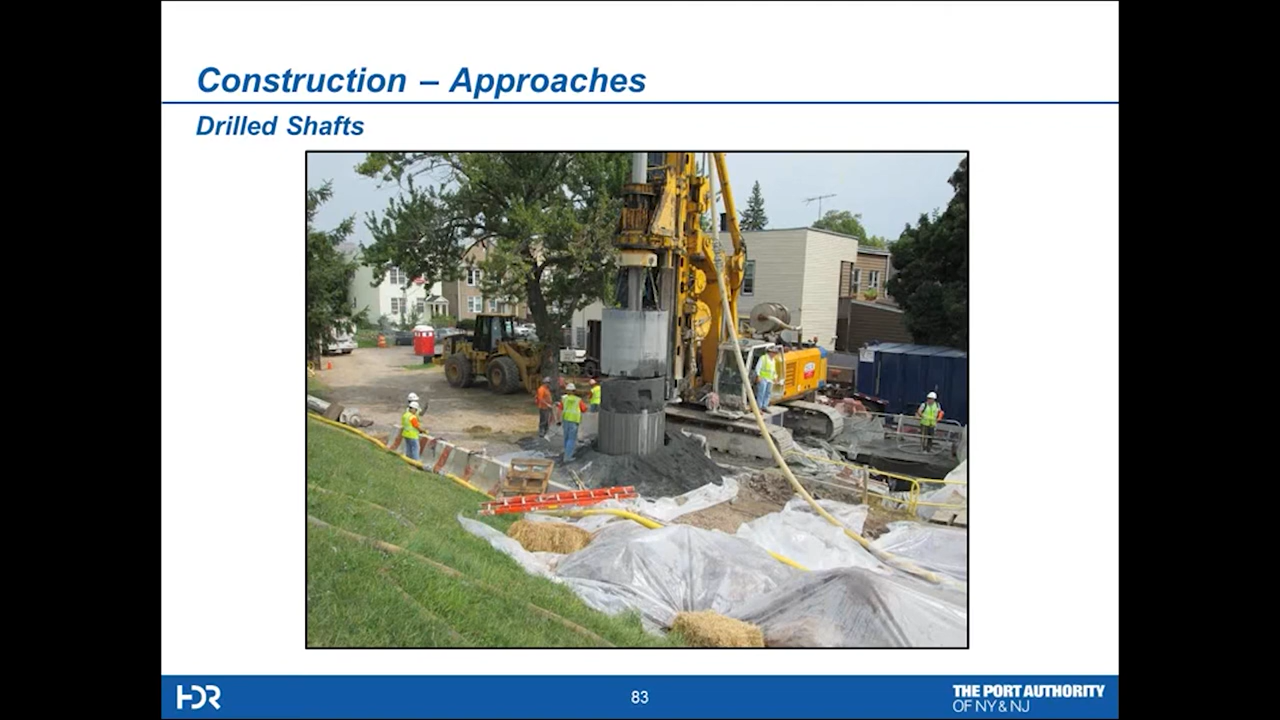 Construction – Approaches
Drilled Shafts
HDR
83
THE PORT AUTHORITY
OF NY & NJ